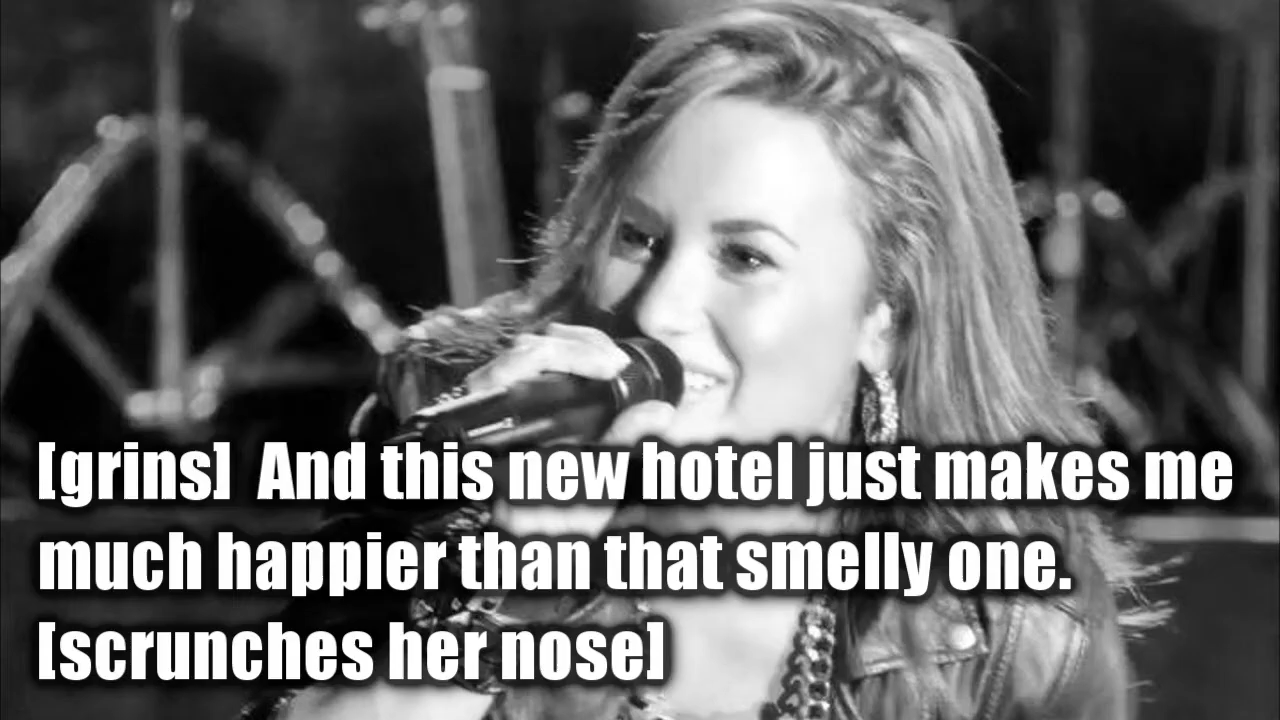 [grins]  And this new hotel just makes me
much happier than that smelly one.
[scrunches her nose]